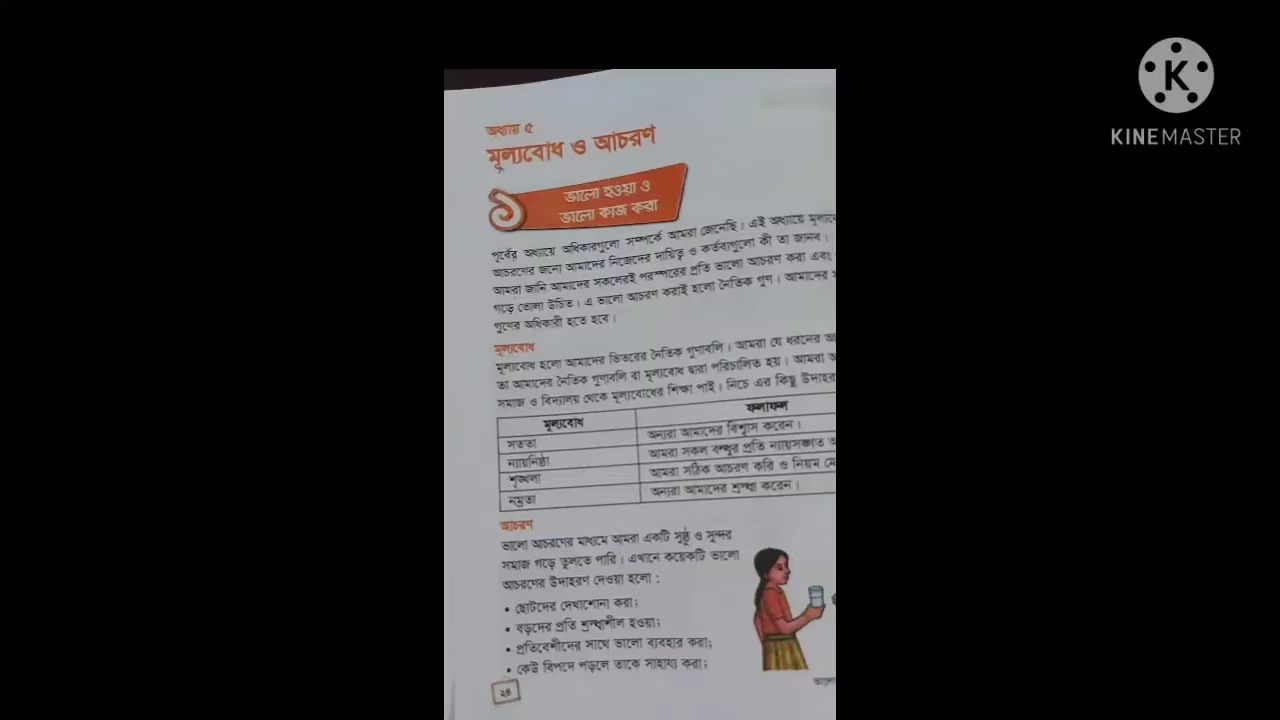 অধ্যায় ৫
মূল্যবোধ ও আচরণ
১
ভালো হওয়া ও
ভালো কাজ করা
পূর্বের অধ্যায়ে অধিকারগুলো সম্পর্কে আমরা জেনেছি। এই অধ্যায়ে
আচরণের জন্যে আমাদের নিজেদের দায়িত্ব ও কর্তব্যগুলো কী তা জানব।
আমরা জানি আমাদের সকলেরই পরস্পরের প্রতি ভালো আচরণ করা এবং
গড়ে তোলা উচিত। এ ভালো আচরণ করাই হলো নৈতিক গুণ। আমাদের
গুণের অধিকারী হতে হবে।
মূল্যবোধ
মূল্যবোধ হলো আমাদের ভিতরের নৈতিক গুণাবলি। আমরা যে ধরনের
তা আমাদের নৈতিক গুণাবলি বা মূল্যবোধ দ্বারা পরিচালিত হয়। আমরা
সমাজ ও বিদ্যালয় থেকে মূল্যবোধের শিক্ষা পাই। নিচে এর কিছু
মূল্যবোধ ফলাফল
সততা অন্যরা আমাদের বিশ্বাস করেন।
ন্যায়নিষ্ঠা আমরা সকল বন্ধুর প্রতি ন্যায়সঙ্গত
শৃঙ্খলা আমরা সঠিক আচরণ করি ও নিয়ম
নম্রতা অন্যরা আমাদের শ্রদ্ধা করেন।
আচরণ
ভালো আচরণের মাধ্যমে আমরা একটি সুষ্ঠু ও সুন্দর
সমাজ গড়ে তুলতে পারি। এখানে কয়েকটি ভালো
আচরণের উদাহরণ দেওয়া হলো :
• ছোটদের দেখাশোনা করা;
• বড়দের প্রতি শ্রদ্ধাশীল হওয়া;
• প্রতিবেশীদের সাথে ভালো ব্যবহার করা;
• কেউ বিপদে পড়লে তাকে সাহায্য করা;
২৪
K
KINEMASTER